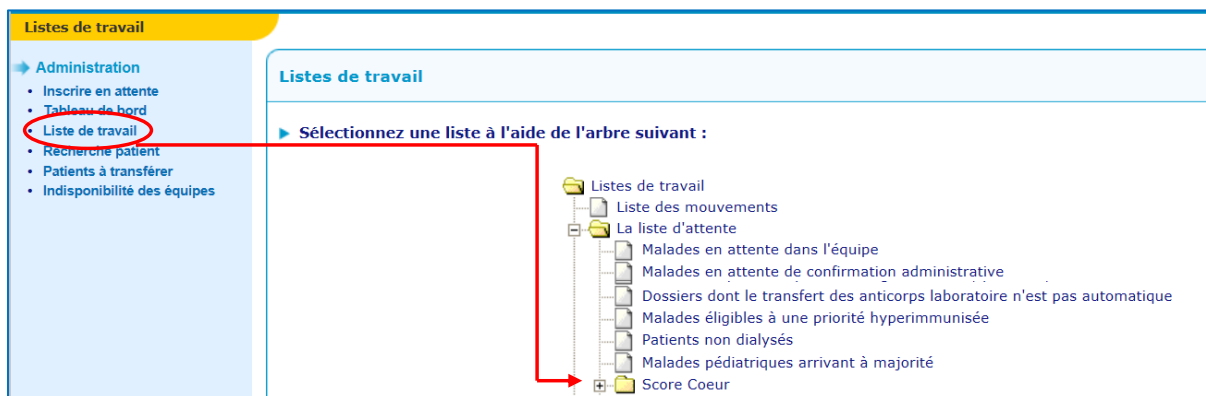 Listes de travail
Administration
• Inscrire en attente
• Tableau de bord
• Liste de travail
• Recherche patient
• Patients à transférer
• Indisponibilité des équipes
Listes de travail
Sélectionnez une liste à l'aide de l'arbre suivant :
Listes de travail
Liste des mouvements
La liste d'attente
Malades en attente dans l'équipe
Malades en attente de confirmation administrative
Dossiers dont le transfert des anticorps laboratoire n'est pas automatique
Malades éligibles à une priorité hyperimmunisée
Patients non dialysés
Malades pédiatriques arrivant à majorité
Score Coeur